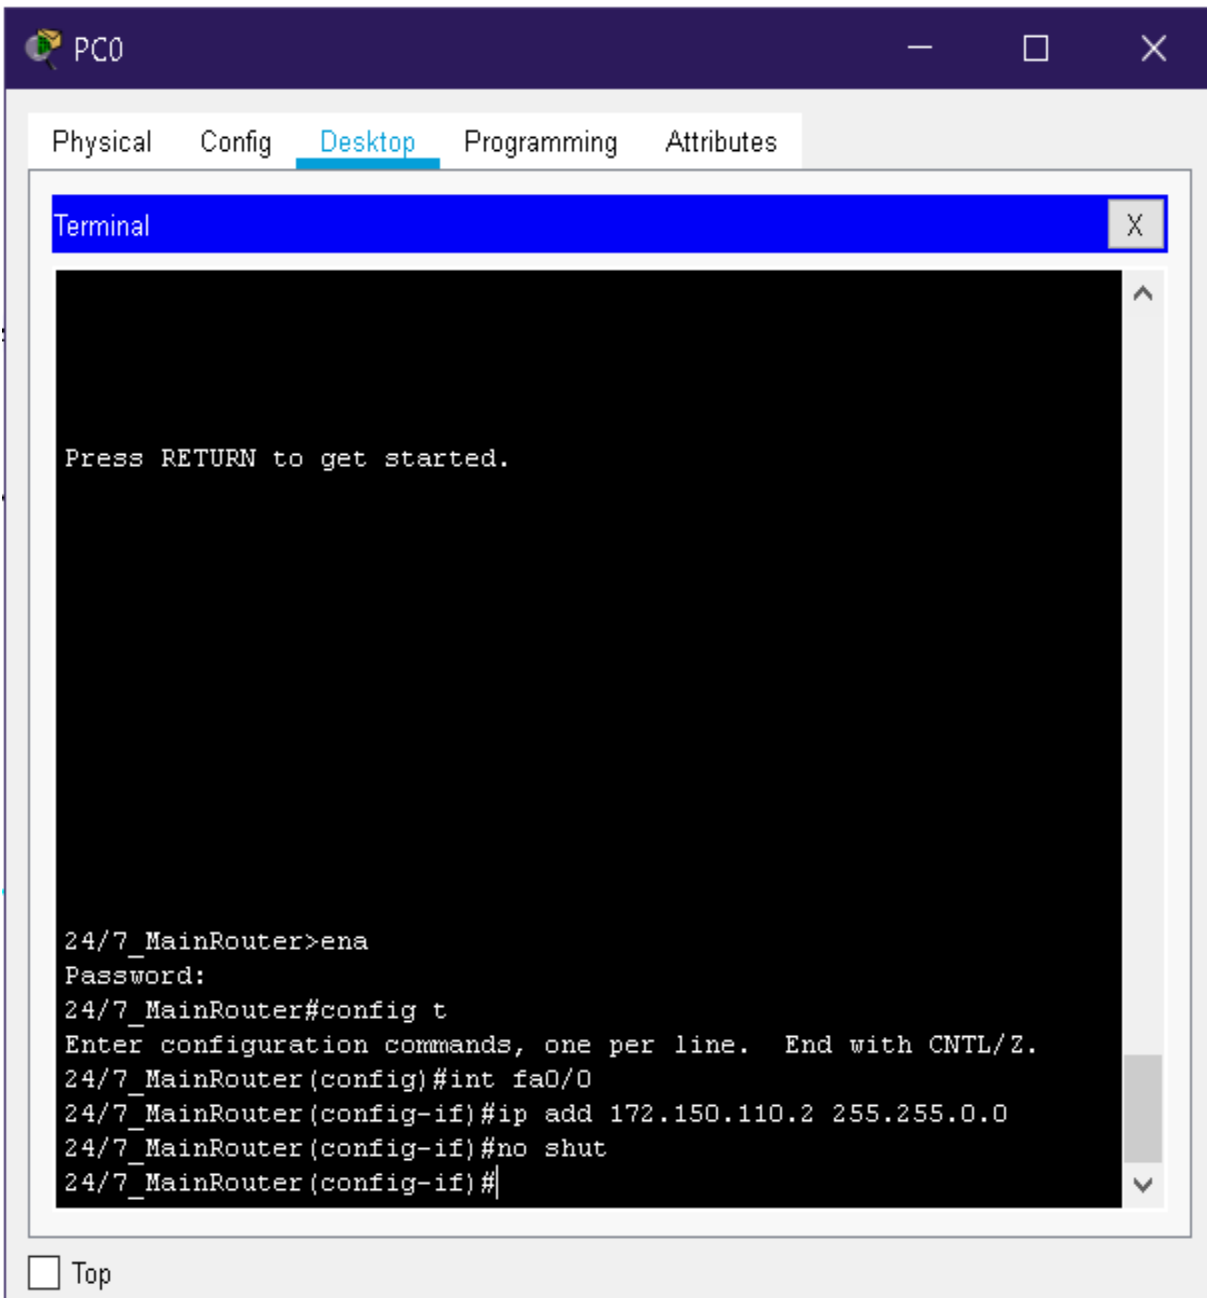 PC0
Physical Config Desktop Programming Attributes
Terminal
X
Press RETURN to get started.
24/7_MainRouter>ena
Password:
24/7_MainRouter#config t
Enter configuration commands, one per line.  End with CNTL/Z.
24/7_MainRouter(config)#int fa0/0
24/7_MainRouter(config-if)#ip add 172.150.110.2 255.255.0.0
24/7_MainRouter(config-if)#no shut
24/7_MainRouter(config-if)#
Top